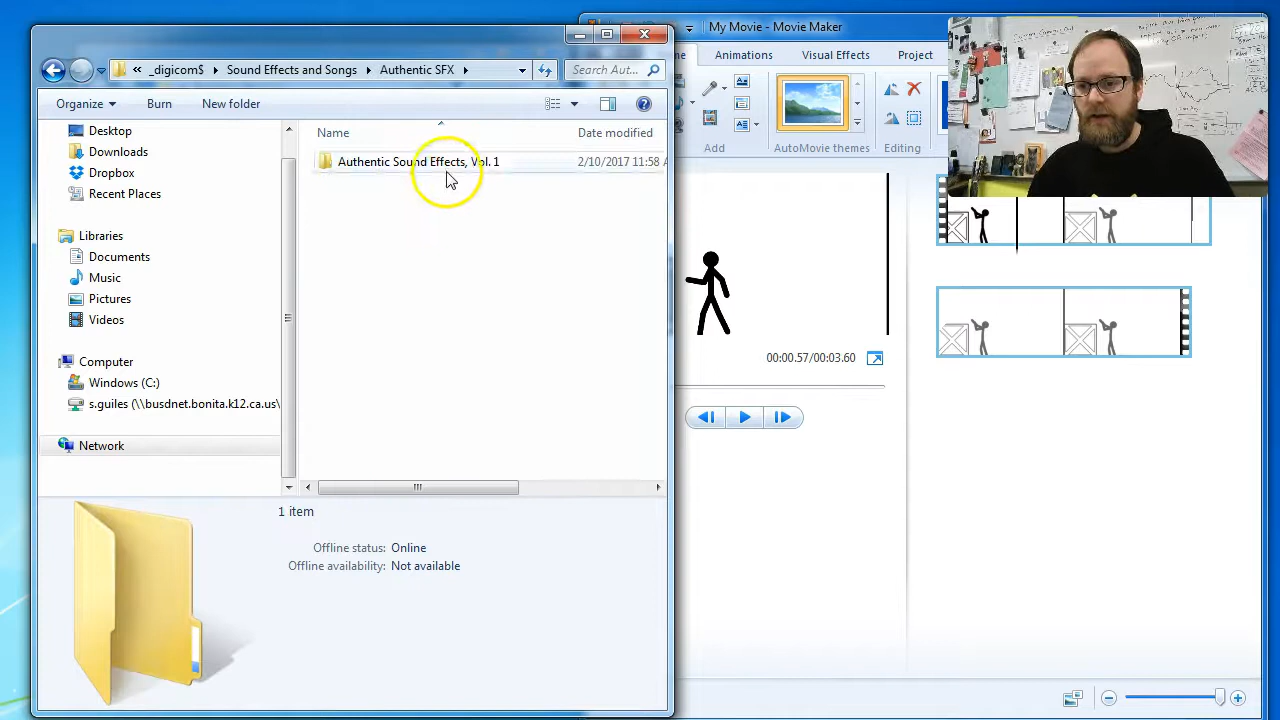 My Movie - Movie Maker
« _digicom$ Sound Effects and Songs Authentic SFX
Search Aut...
Animations Visual Effects Project
Organize Burn New folder
Name Date modified
Desktop
Downloads
Dropbox
Recent Places
Authentic Sound Effects, Vol. 1 2/10/2017 11:58
Add AutoMovie themes Editing
Libraries
Documents
Music
Pictures
Videos
Computer
Windows (C:)
s.guiles (\\busdnet.bonita.k12.ca.us\
Network
00:00.57/00:03.60
1 item
Offline status: Online
Offline availability: Not available